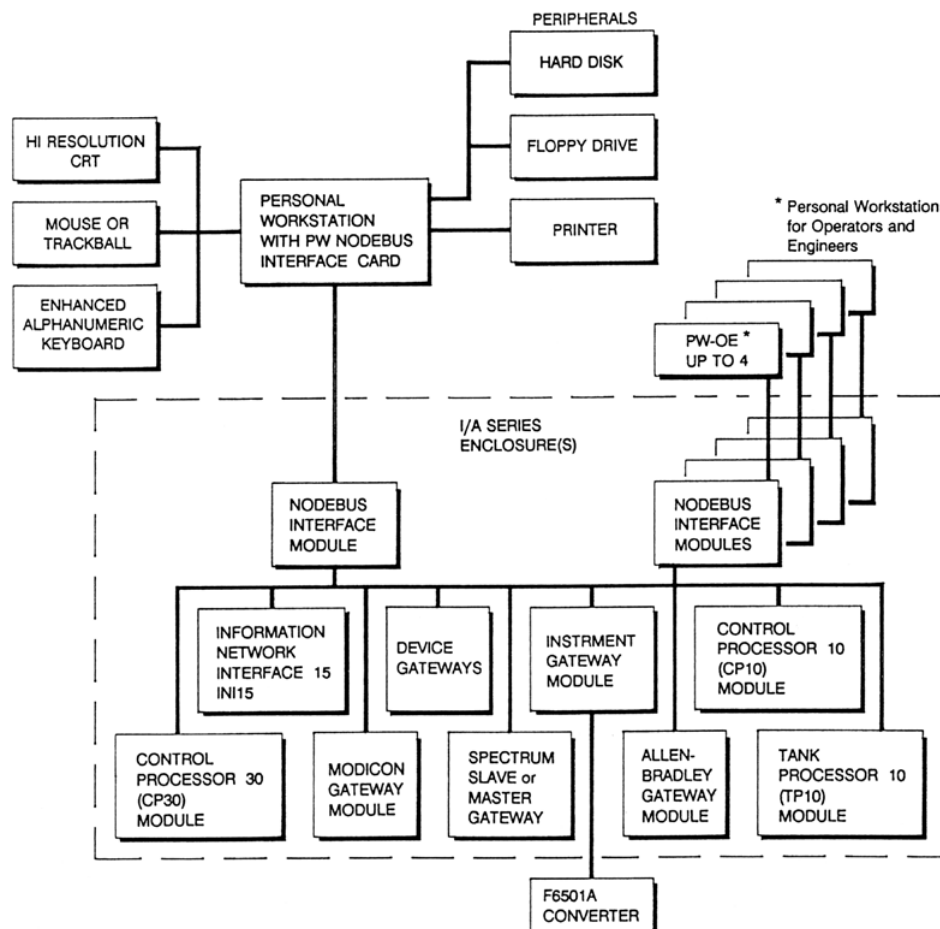 PERIPHERALS
HARD DISK
HI RESOLUTION
CRT
FLOPPY DRIVE
PERSONAL
WORKSTATION
WITH PW NODEBUS
INTERFACE CARD
MOUSE OR
TRACKBALL
PRINTER
* Personal Workstation
for Operators and
Engineers
ENHANCED
ALPHANUMERIC
KEYBOARD
PW-OE *
UP TO 4
I/A SERIES
ENCLOSURE(S)
NODEBUS
INTERFACE
MODULE
NODEBUS
INTERFACE
MODULES
INFORMATION
NETWORK
INTERFACE 15
INI15
DEVICE
GATEWAYS
INSTRMENT
GATEWAY
MODULE
CONTROL
PROCESSOR 10
(CP10)
MODULE
CONTROL
PROCESSOR 30
(CP30)
MODULE
MODICON
GATEWAY
MODULE
SPECTRUM
SLAVE or
MASTER
GATEWAY
ALLEN-
BRADLEY
GATEWAY
MODULE
TANK
PROCESSOR 10
(TP10)
MODULE
F6501A
CONVERTER